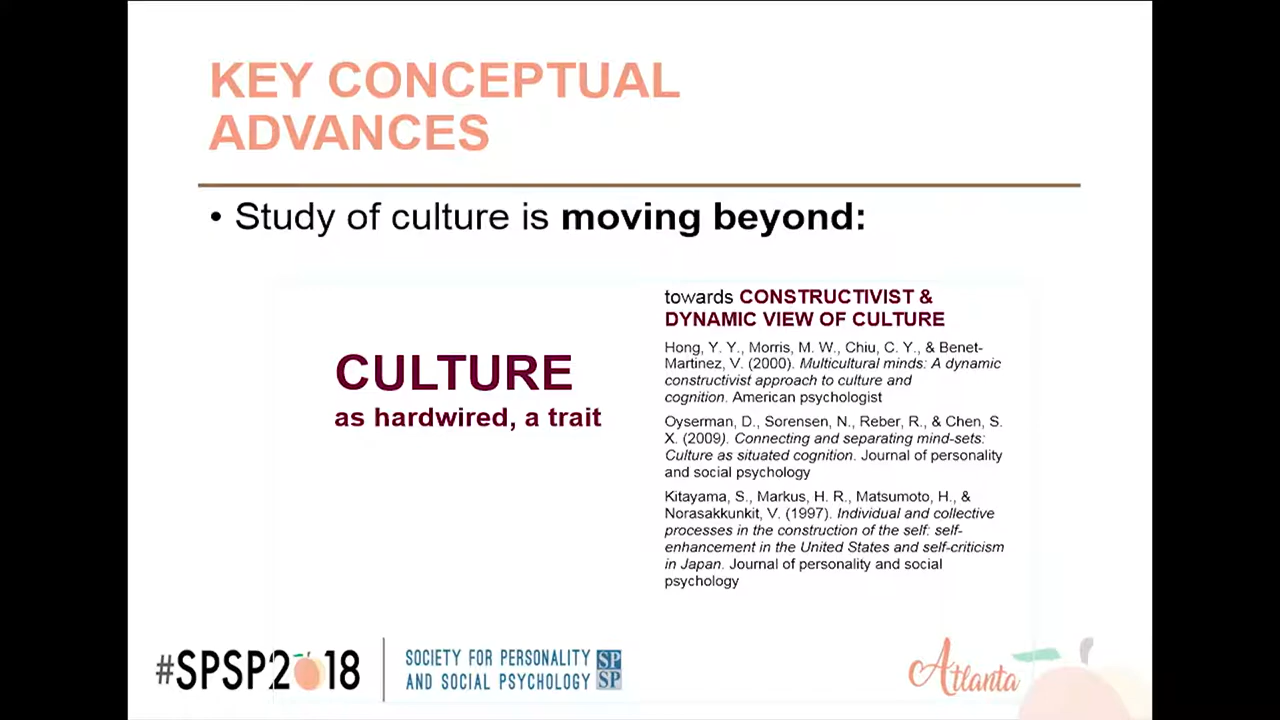 KEY CONCEPTUAL
ADVANCES
• Study of culture is moving beyond:
CULTURE
as hardwired, a trait
towards CONSTRUCTIVIST &
DYNAMIC VIEW OF CULTURE
Hong, Y. Y., Morris, M. W., Chiu, C. Y., & Benet-
Martinez, V. (2000). Multicultural minds: A dynamic
constructivist approach to culture and
cognition. American psychologist
Oyserman, D., Sorensen, N., Reber, R., & Chen, S.
X. (2009). Connecting and separating mind-sets:
Culture as situated cognition. Journal of personality
and social psychology
Kitayama, S., Markus, H. R., Matsumoto, H., &
Norasakkunkit, V. (1997). Individual and collective
processes in the construction of the self: self-
enhancement in the United States and self-criticism
in Japan. Journal of personality and social
psychology
#SPSP2018
SOCIETY FOR PERSONALITY
AND SOCIAL PSYCHOLOGY
SP
SP
Atlanta